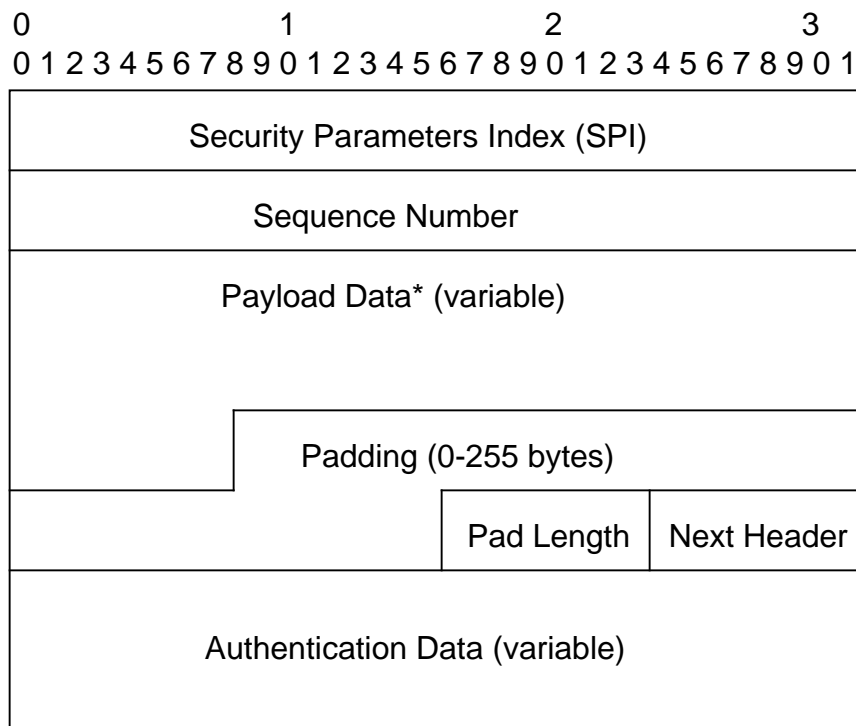 0 1 2 3
0 1 2 3 4 5 6 7 8 9 0 1 2 3 4 5 6 7 8 9 0 1 2 3 4 5 6 7 8 9 0 1
Security Parameters Index (SPI)
Sequence Number
Payload Data* (variable)
Padding (0-255 bytes)
Pad Length Next Header
Authentication Data (variable)